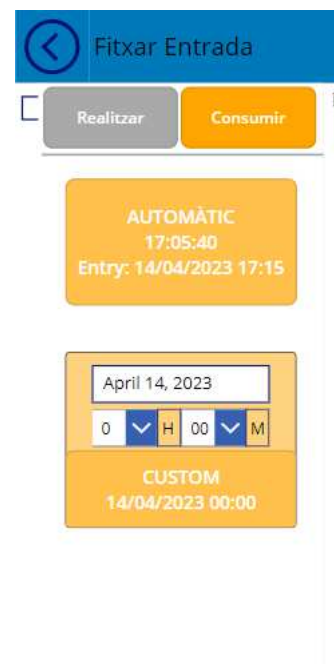 Fitxar Entrada
Realitzar
Consumir
AUTOMÀTIC
17:05:40
Entry: 14/04/2023 17:15
April 14, 2023
0 H 00 M
CUSTOM
14/04/2023 00:00